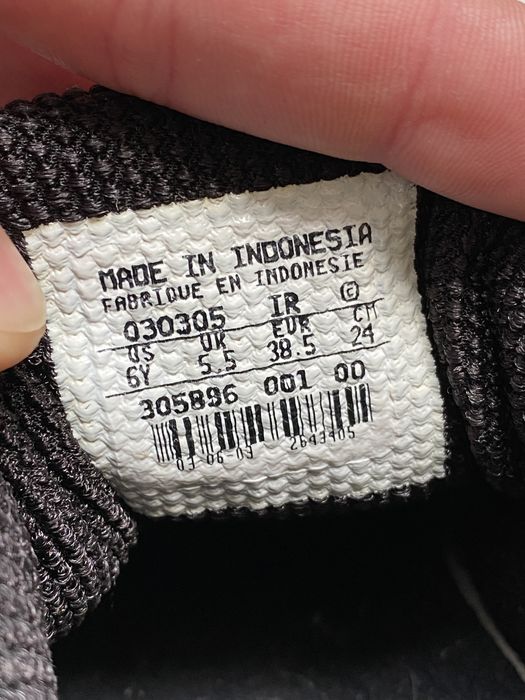 MADE IN INDONESIA
FABRIQUE EN INDONESIE
030305 IR ©
US UK EUR CM
6Y 5.5 38.5 24
305896 001 00
03 06 03 2643405